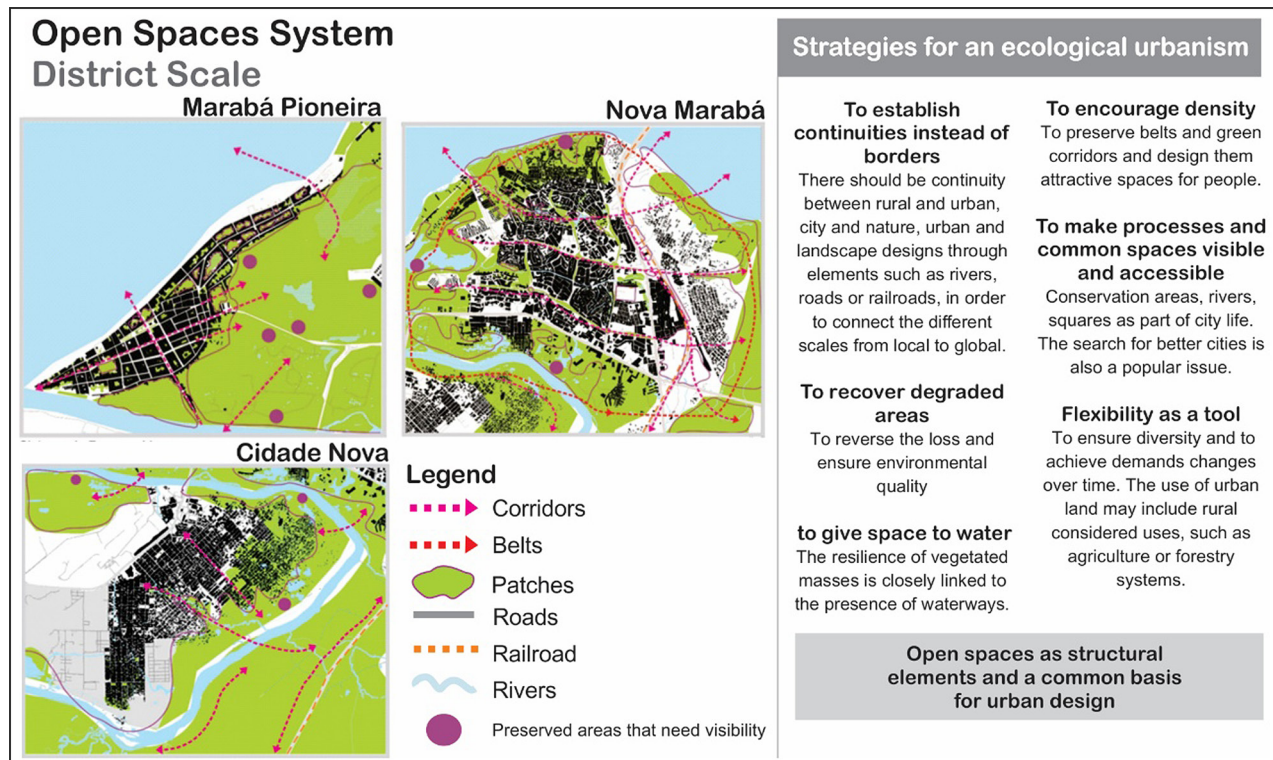 Open Spaces System
District Scale
Marabá Pioneira
Nova Marabá
Cidade Nova
Legend
Corridors
Belts
Patches
Roads
Railroad
Rivers
Preserved areas that need visibility
Strategies for an ecological urbanism
To establish
continuities instead of
borders
There should be continuity
between rural and urban,
city and nature, urban and
landscape designs through
elements such as rivers,
roads or railroads, in order
to connect the different
scales from local to global.
To recover degraded
areas
To reverse the loss and
ensure environmental
quality
to give space to water
The resilience of vegetated
masses is closely linked to
the presence of waterways.
To encourage density
To preserve belts and green
corridors and design them
attractive spaces for people.
To make processes and
common spaces visible
and accessible
Conservation areas, rivers,
squares as part of city life.
The search for better cities is
also a popular issue.
Flexibility as a tool
To ensure diversity and to
achieve demands changes
over time. The use of urban
land may include rural
considered uses, such as
agriculture or forestry
systems.
Open spaces as structural
elements and a common basis
for urban design